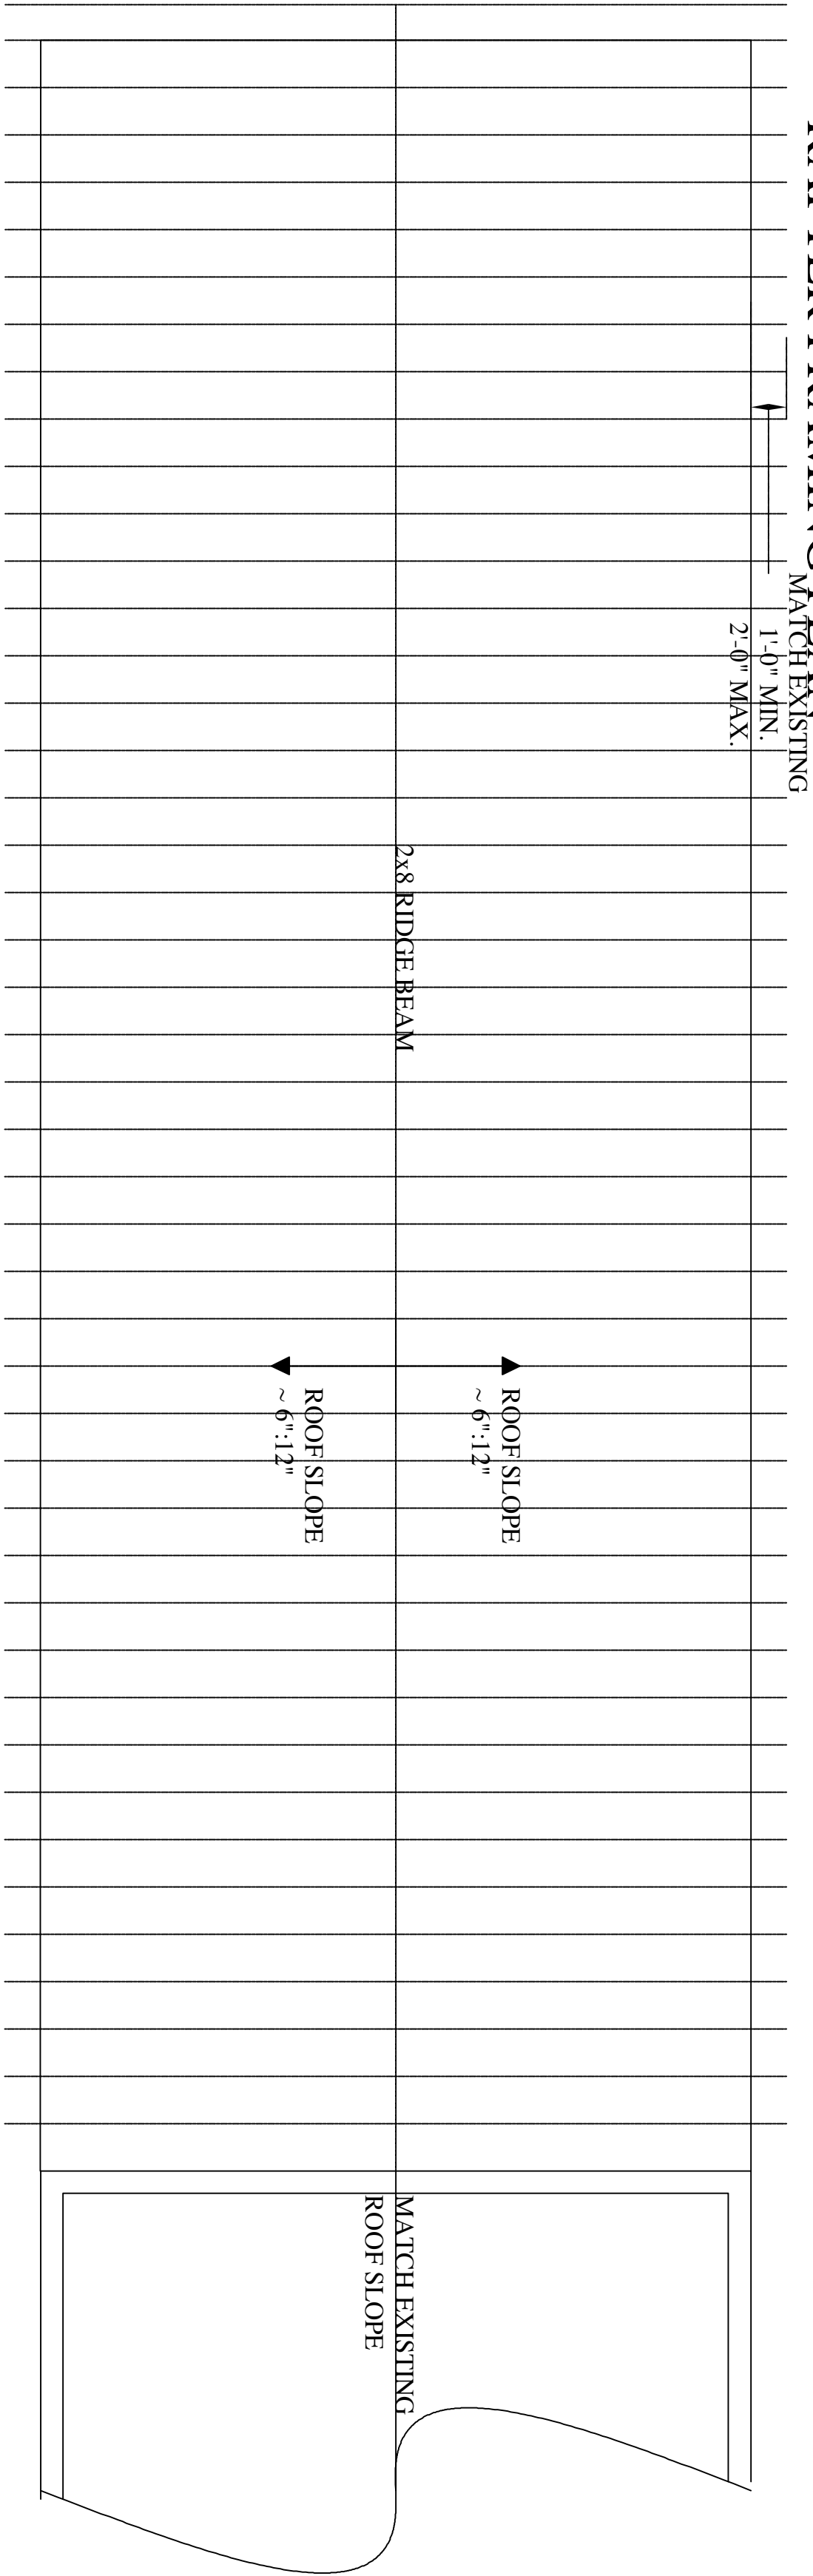 MATCH EXISTING
1'-0" MIN.
2'-0" MAX.
2x8 RIDGE BEAM
ROOF SLOPE
~ 6":12"
ROOF SLOPE
~ 6":12"
MATCH EXISTING
ROOF SLOPE